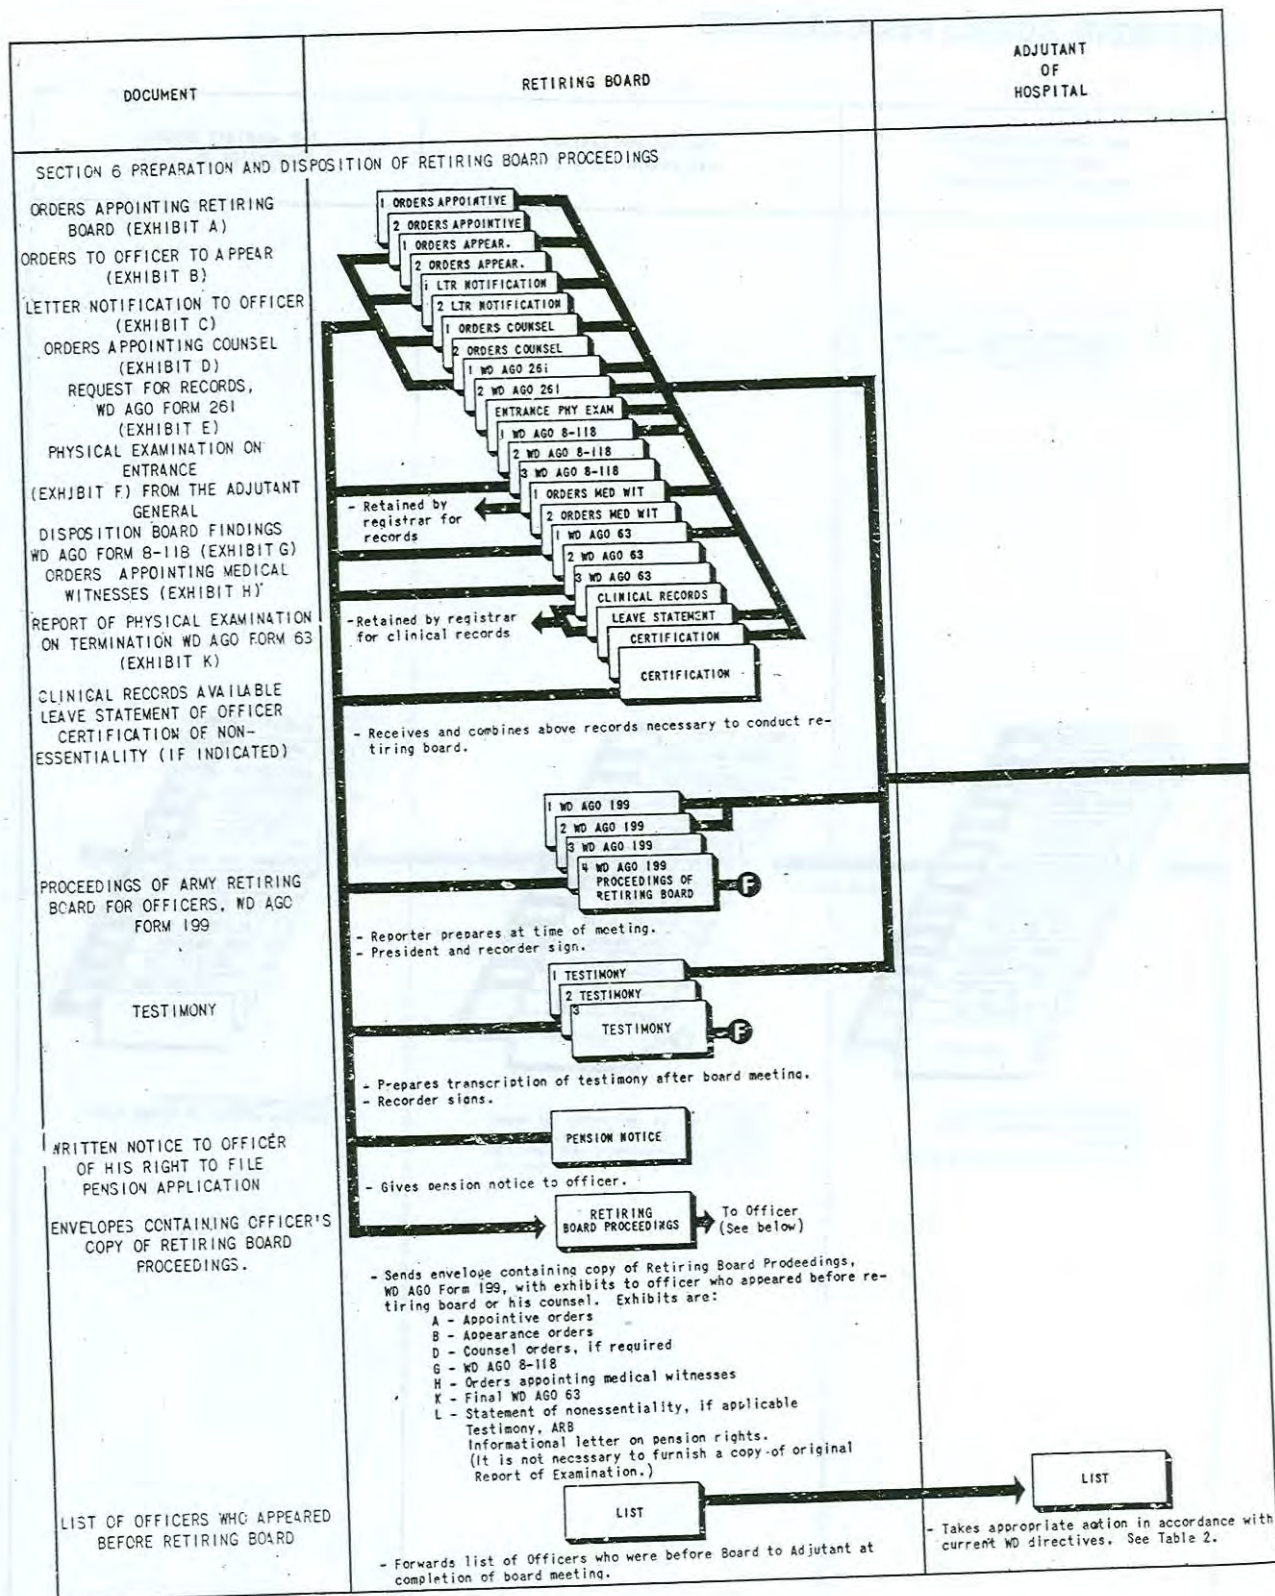 DOCUMENT
RETIRING BOARD
ADJUTANT
OF
HOSPITAL
SECTION 6 PREPARATION AND DISPOSITION OF RETIRING BOARD PROCEEDINGS
ORDERS APPOINTING RETIRING
BOARD (EXHIBIT A)
ORDERS TO OFFICER TO APPEAR
(EXHIBIT B)
LETTER NOTIFICATION TO OFFICER
(EXHIBIT C)
ORDERS APPOINTING COUNSEL
(EXHIBIT D)
REQUEST FOR RECORDS,
WD AGO FORM 261
(EXHIBIT E)
PHYSICAL EXAMINATION ON
ENTRANCE
(EXHIBIT F) FROM THE ADJUTANT
GENERAL
DISPOSITION BOARD FINDINGS
WD AGO FORM 8-118 (EXHIBIT G)
ORDERS APPOINTING MEDICAL
WITNESSES (EXHIBIT H)
REPORT OF PHYSICAL EXAMINATION
ON TERMINATION WD AGO FORM 63
(EXHIBIT K)
CLINICAL RECORDS AVAILABLE
LEAVE STATEMENT OF OFFICER
CERTIFICATION OF NON-
ESSENTIALITY (IF INDICATED)
1 ORDERS APPOINTIVE
2 ORDERS APPOINTIVE
1 ORDERS APPEAR.
2 ORDERS APPEAR.
1 LTR NOTIFICATION
2 LTR NOTIFICATION
1 ORDERS COUNSEL
2 ORDERS COUNSEL
1 WD AGO 261
2 WD AGO 261
ENTRANCE PHY EXAM
1 WD AGO 8-118
2 WD AGO 8-118
3 WD AGO 8-118
1 ORDERS MED WIT
2 ORDERS MED WIT
1 WD AGO 63
2 WD AGO 63
3 WD AGO 63
CLINICAL RECORDS
LEAVE STATEMENT
CERTIFICATION
CERTIFICATION
- Retained by
registrar for
records
-Retained by registrar
for clinical records
- Receives and combines above records necessary to conduct re-
tiring board.
PROCEEDINGS OF ARMY RETIRING
BOARD FOR OFFICERS, WD AGO
FORM 199
1 WD AGO 199
2 WD AGO 199
3 WD AGO 199
4 WD AGO 199
PROCEEDINGS OF
RETIRING BOARD
F
- Reporter prepares at time of meeting.
- President and recorder sign.
TESTIMONY
1 TESTIMONY
2 TESTIMONY
3
TESTIMONY
F
- Prepares transcription of testimony after board meeting.
- Recorder signs.
WRITTEN NOTICE TO OFFICER
OF HIS RIGHT TO FILE
PENSION APPLICATION
PENSION NOTICE
- Gives pension notice to officer.
ENVELOPES CONTAINING OFFICER'S
COPY OF RETIRING BOARD
PROCEEDINGS.
RETIRING
BOARD PROCEEDINGS
To Officer
(See below)
- Sends envelope containing copy of Retiring Board Prodeedings,
WD AGO Form 199, with exhibits to officer who appeared before re-
tiring board or his counsel. Exhibits are:
A - Appointive orders
B - Appearance orders
D - Counsel orders, if required
G - WD AGO 8-118
H - Orders appointing medical witnesses
K - Final WD AGO 63
L - Statement of nonessentiality, if applicable
Testimony, ARB
Informational letter on pension rights.
(It is not necessary to furnish a copy of original
Report of Examination.)
LIST OF OFFICERS WHO APPEARED
BEFORE RETIRING BOARD
LIST
LIST
- Forwards list of Officers who were before Board to Adjutant at
completion of board meeting.
- Takes appropriate action in accordance with
current WD directives. See Table 2.